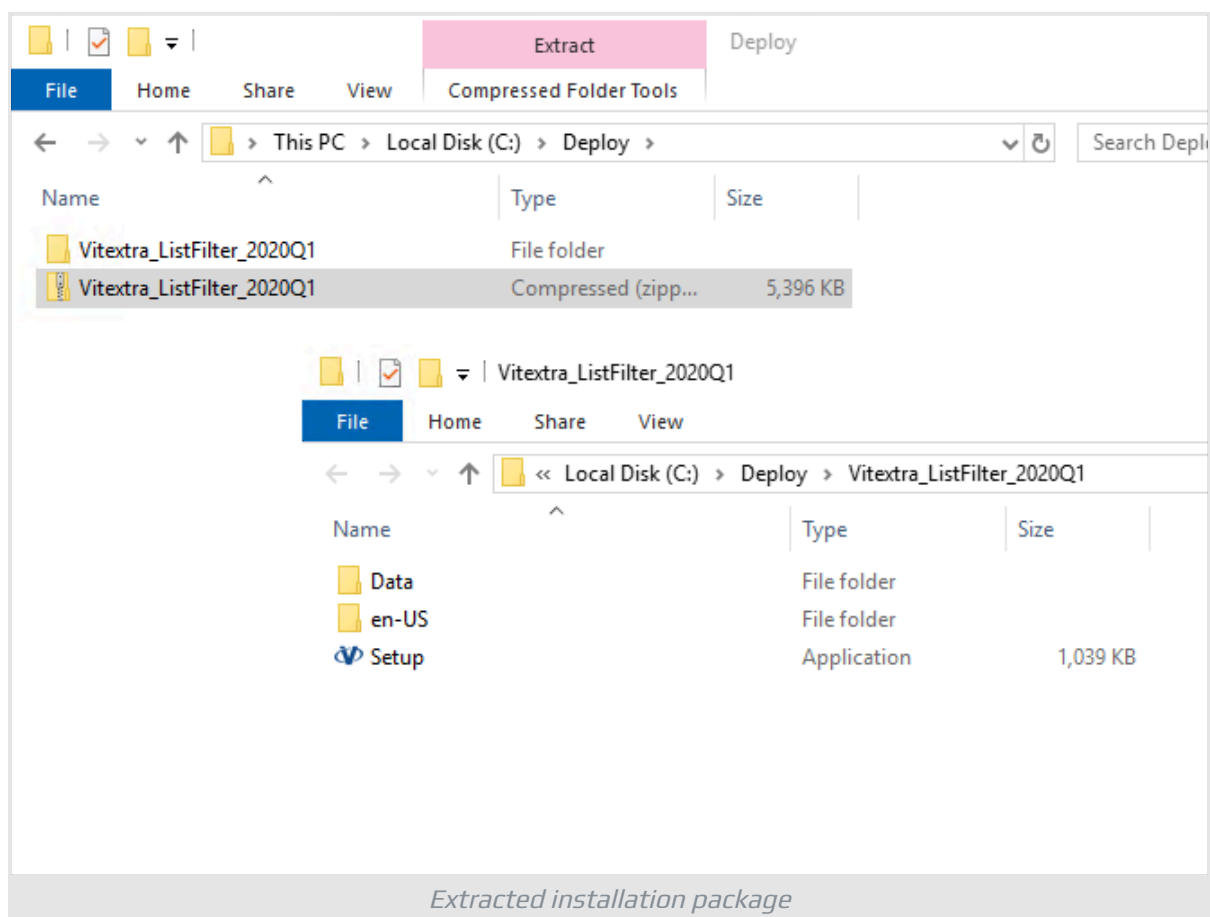 Extract Deploy
File Home Share View Compressed Folder Tools
This PC > Local Disk (C:) > Deploy > Search Deplo
Name Type Size
Vitextra_ListFilter_2020Q1 File folder
Vitextra_ListFilter_2020Q1 Compressed (zipp... 5,396 KB
Vitextra_ListFilter_2020Q1
File Home Share View
« Local Disk (C:) > Deploy > Vitextra_ListFilter_2020Q1
Name Type Size
Data File folder
en-US File folder
Setup Application 1,039 KB
Extracted installation package